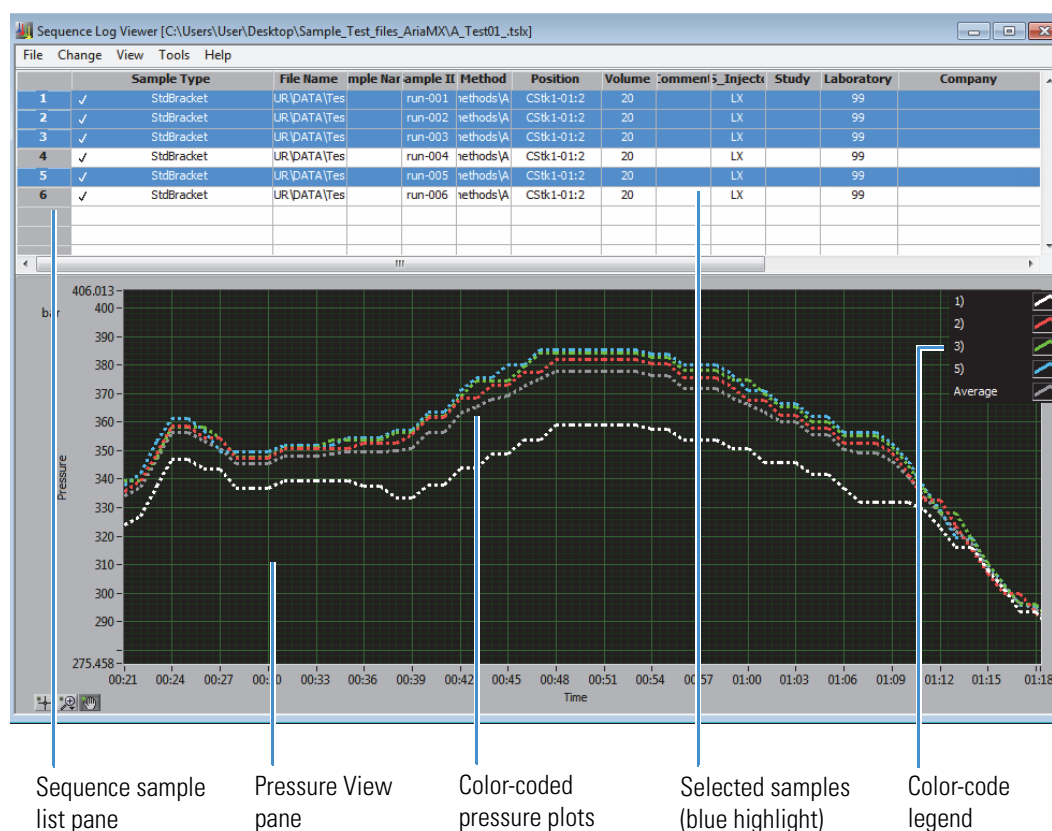 Sequence Log Viewer [C:\Users\User\Desktop\Sample_Test_files_AriaMX\A_Test01_.tslx]
File Change View Tools Help
Sample Type File Name mple Nar ample II Method Position Volume Comment S_Injecto Study Laboratory Company
1 ✓ StdBracket UR\DATA\Tes run-001 nethods\A CStk1-01:2 20 LX 99
2 ✓ StdBracket UR\DATA\Tes run-002 nethods\A CStk1-01:2 20 LX 99
3 ✓ StdBracket UR\DATA\Tes run-003 nethods\A CStk1-01:2 20 LX 99
4 ✓ StdBracket UR\DATA\Tes run-004 nethods\A CStk1-01:2 20 LX 99
5 ✓ StdBracket UR\DATA\Tes run-005 nethods\A CStk1-01:2 20 LX 99
6 ✓ StdBracket UR\DATA\Tes run-006 nethods\A CStk1-01:2 20 LX 99
406.013
bar
400
390
380
370
360
350
340
330
320
310
300
290
275.458
Pressure
1)
2)
3)
5)
Average
00:21 00:24 00:27 00:30 00:33 00:36 00:39 00:42 00:45 00:48 00:51 00:54 00:57 01:00 01:03 01:06 01:09 01:12 01:15 01:18
Time
Sequence sample
list pane
Pressure View
pane
Color-coded
pressure plots
Selected samples
(blue highlight)
Color-code
legend